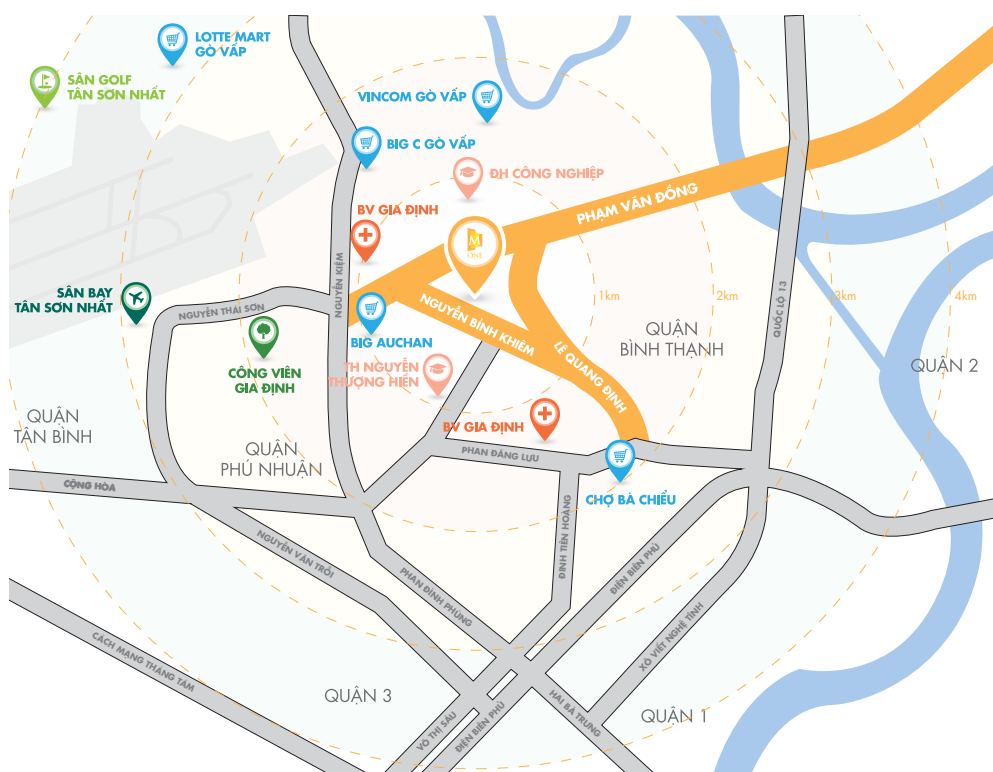 LOTTE MART
GÒ VẤP
SÂN GOLF
TÂN SƠN NHẤT
VINCOM GÒ VẤP
BIG C GÒ VẤP
ĐH CÔNG NGHIỆP
PHẠM VĂN ĐỒNG
BV GIA ĐỊNH
M
ONE
SÂN BAY
TÂN SƠN NHẤT
NGUYỄN THÁI SƠN
NGUYỄN KIỆM
1km
2km
3km
4km
QUỐC LỘ 13
NGUYỄN BỈNH KHIÊM
LÊ QUANG ĐỊNH
QUẬN
BÌNH THẠNH
BIG AUCHAN
CÔNG VIÊN
GIA ĐỊNH
TH NGUYỄN
THƯỢNG HIỀN
QUẬN 2
QUẬN
TÂN BÌNH
BV GIA ĐỊNH
QUẬN
PHÚ NHUẬN
PHAN ĐĂNG LƯU
CHỢ BÀ CHIỂU
CỘNG HÒA
ĐINH TIÊN HOÀNG
NGUYỄN VĂN TRỖI
PHAN ĐÌNH PHÙNG
ĐIỆN BIÊN PHỦ
XÔ VIẾT NGHỆ TĨNH
CÁCH MẠNG THÁNG TÁM
QUẬN 3
VÕ THỊ SÁU
ĐIỆN BIÊN PHỦ
HAI BÀ TRƯNG
QUẬN 1